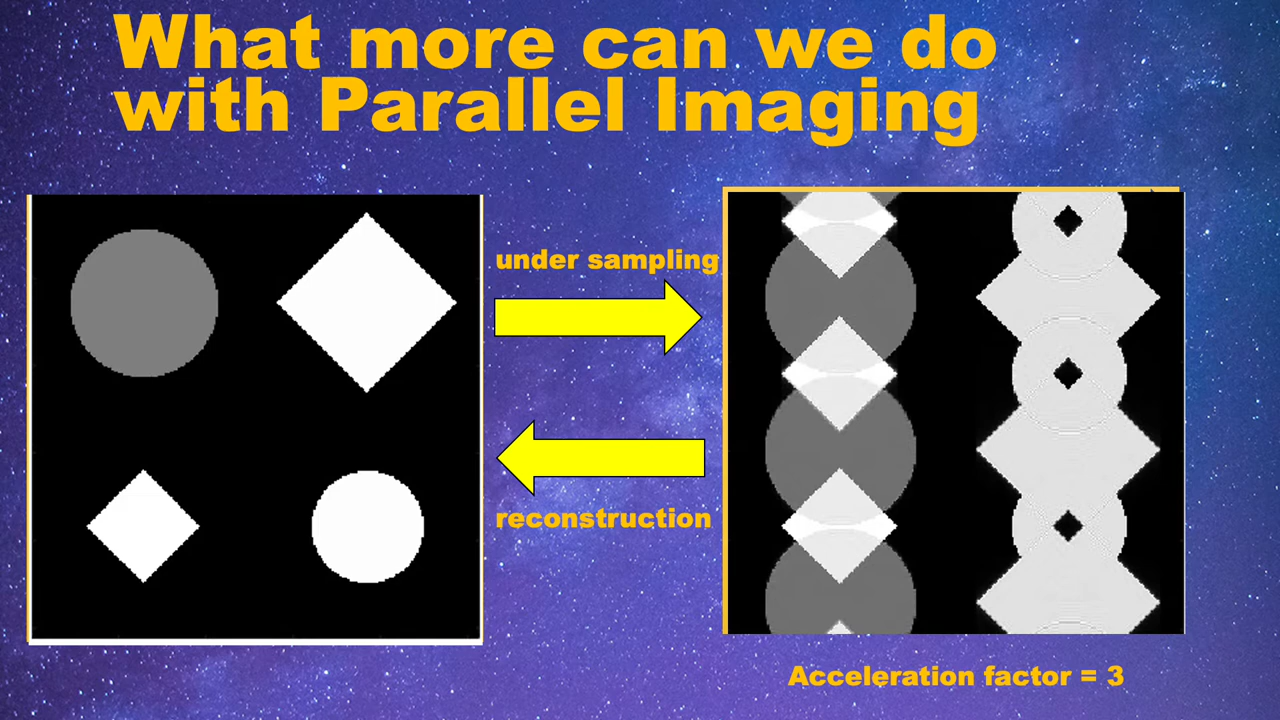 What more can we do
with Parallel Imaging
under sampling
reconstruction
Acceleration factor = 3